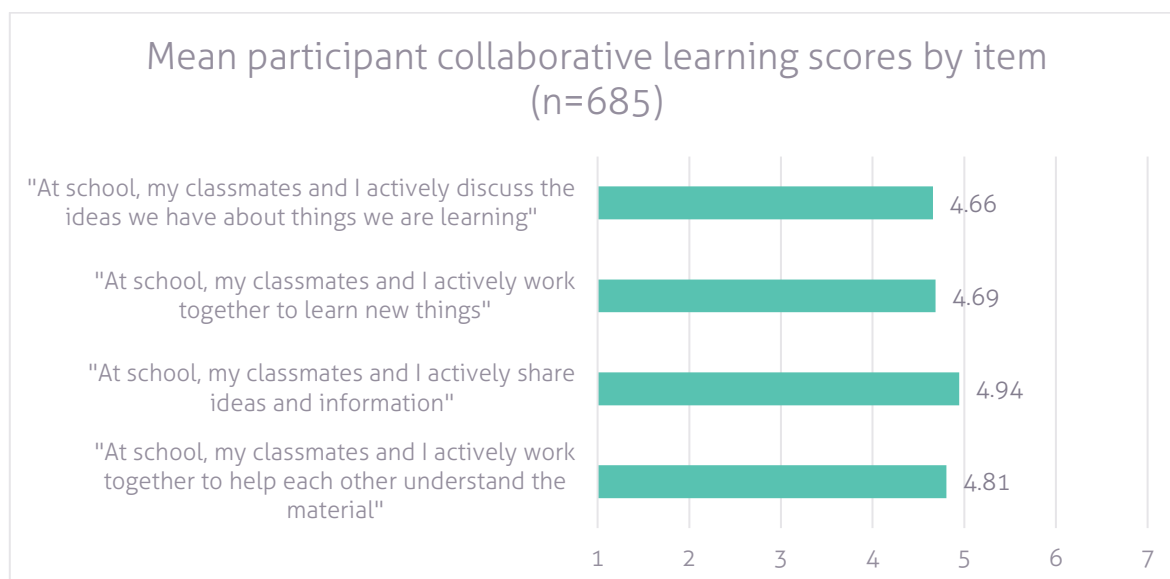 Mean participant collaborative learning scores by item
(n=685)
"At school, my classmates and I actively discuss the
ideas we have about things we are learning"
4.66
"At school, my classmates and I actively work
together to learn new things"
4.69
"At school, my classmates and I actively share
ideas and information"
4.94
"At school, my classmates and I actively work
together to help each other understand the
material"
4.81
1 2 3 4 5 6 7